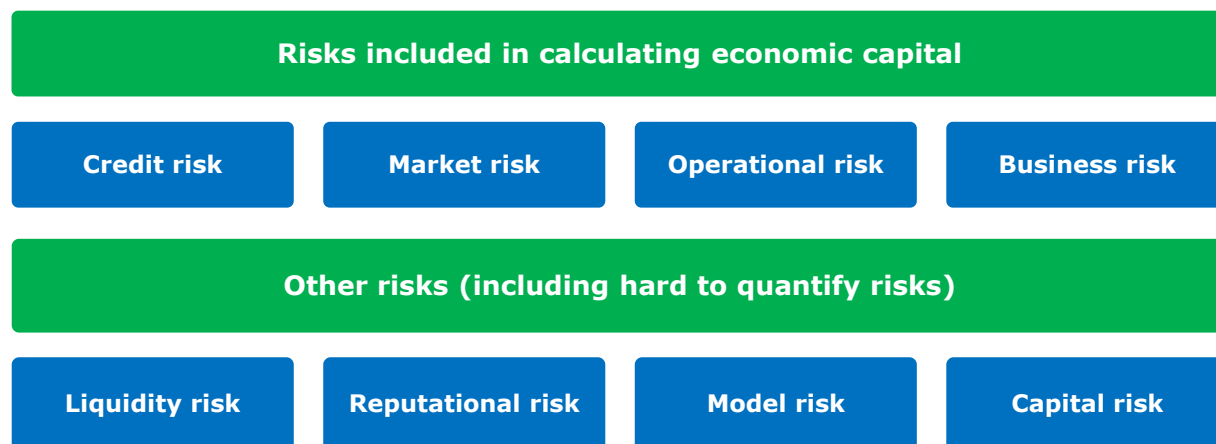 Risks included in calculating economic capital
Credit risk
Market risk
Operational risk
Business risk
Other risks (including hard to quantify risks)
Liquidity risk
Reputational risk
Model risk
Capital risk